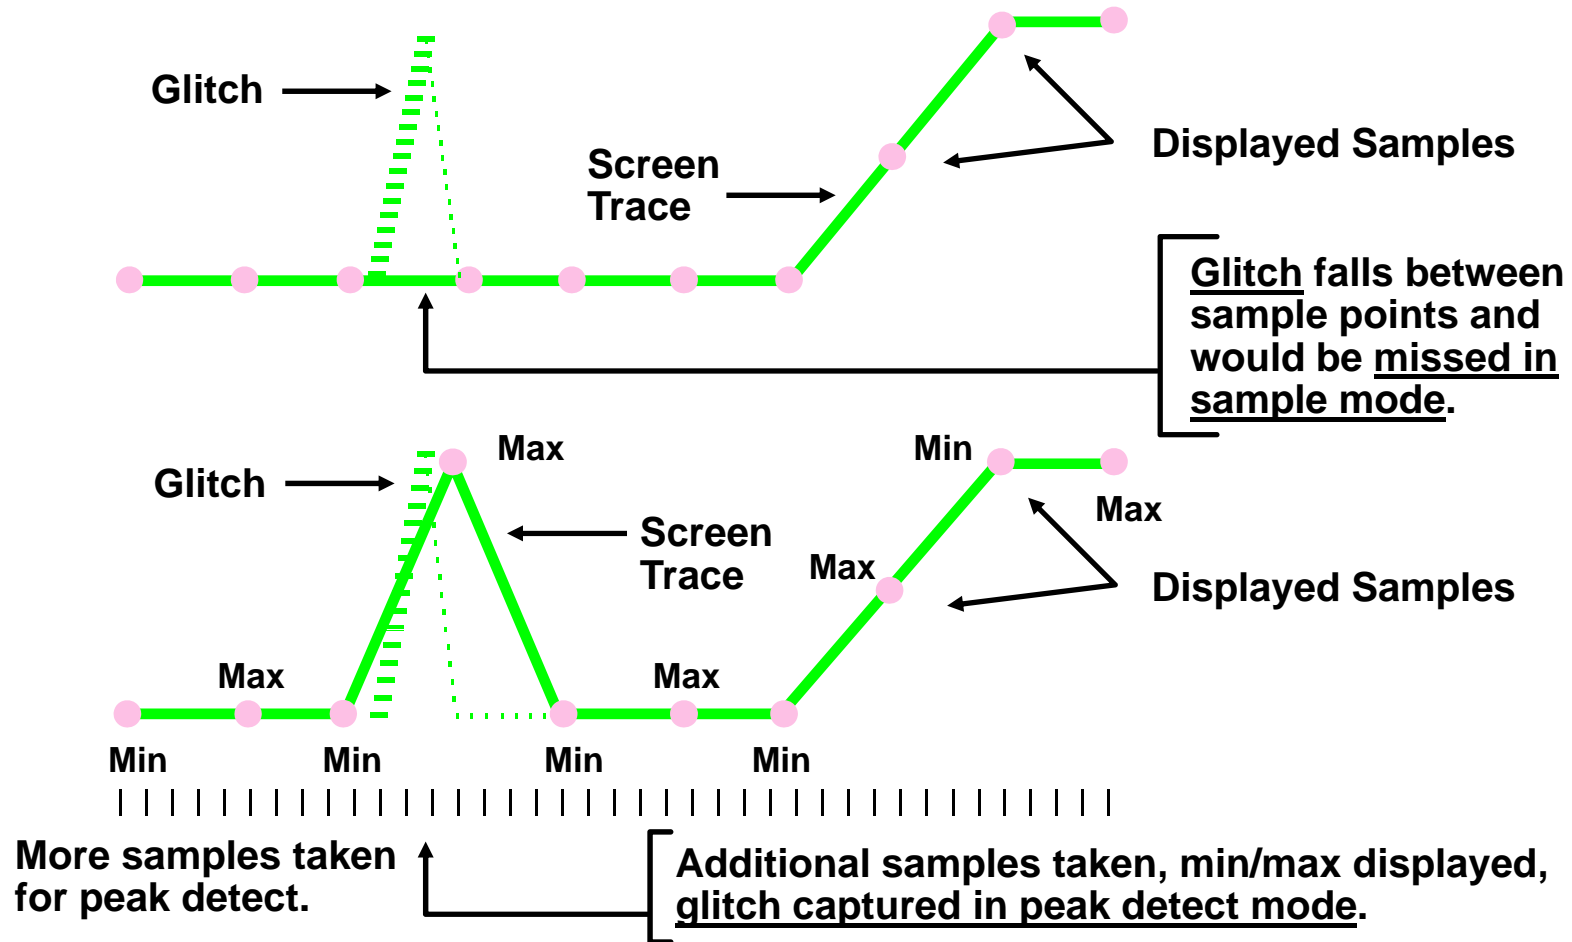 Glitch
Screen
Trace
Displayed Samples
Glitch falls between
sample points and
would be missed in
sample mode.
Glitch
Max
Screen
Trace
Min
Max
Max
Displayed Samples
Max
Max
Min
Min
Min
Min
More samples taken
for peak detect.
Additional samples taken, min/max displayed,
glitch captured in peak detect mode.